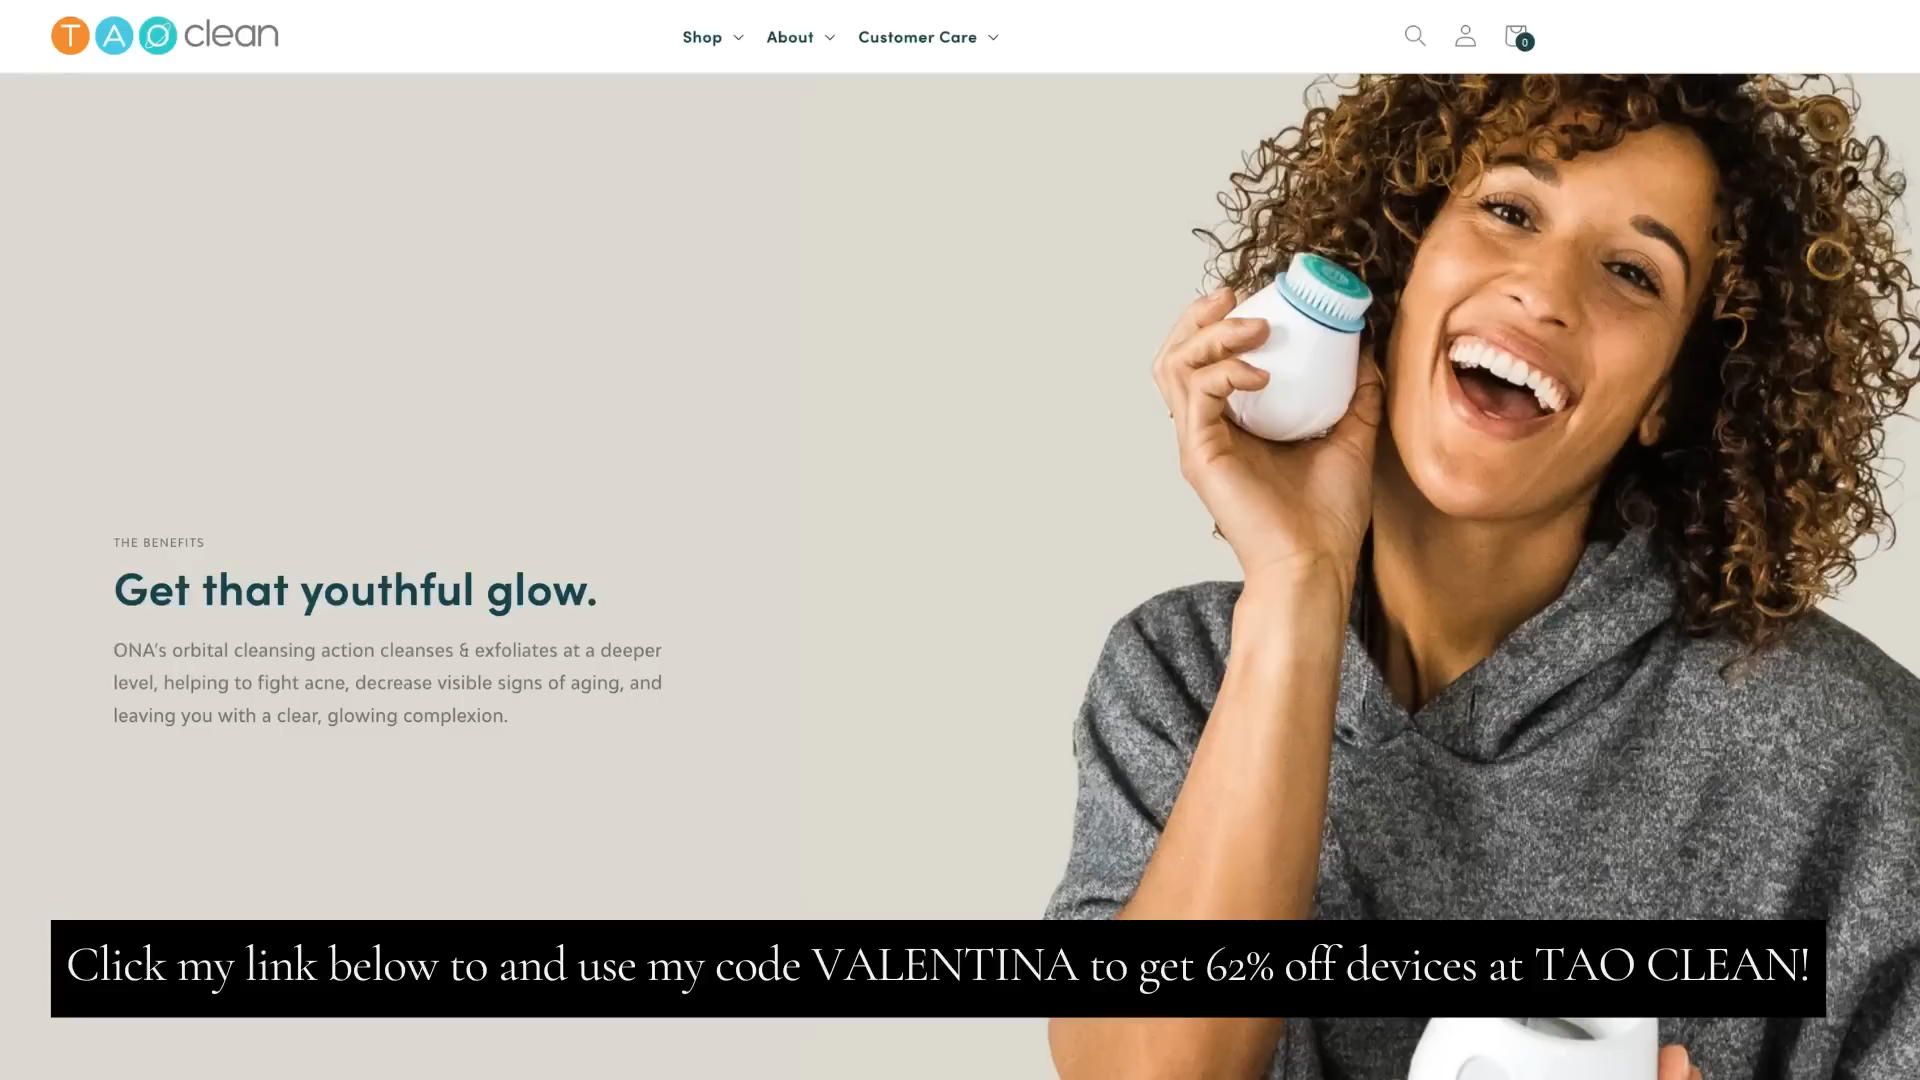 TAO clean
Shop
About
Customer Care
0
THE BENEFITS
Get that youthful glow.
ONA's orbital cleansing action cleanses & exfoliates at a deeper
level, helping to fight acne, decrease visible signs of aging, and
leaving you with a clear, glowing complexion.
Click my link below to and use my code VALENTINA to get 62% off devices at TAO CLEAN!